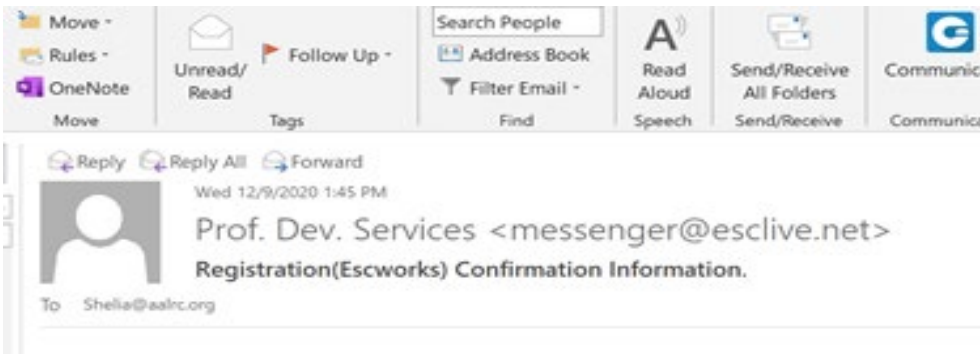 Move
Rules
OneNote
Move
Unread/
Read
Follow Up
Tags
Search People
Address Book
Filter Email
Find
A
Read
Aloud
Speech
Send/Receive
All Folders
Send/Receive
G
Communic
Communica
Reply Reply All Forward
Wed 12/9/2020 1:45 PM
Prof. Dev. Services <messenger@esclive.net>
Registration(Escworks) Confirmation Information.
To Shelia@aalrc.org